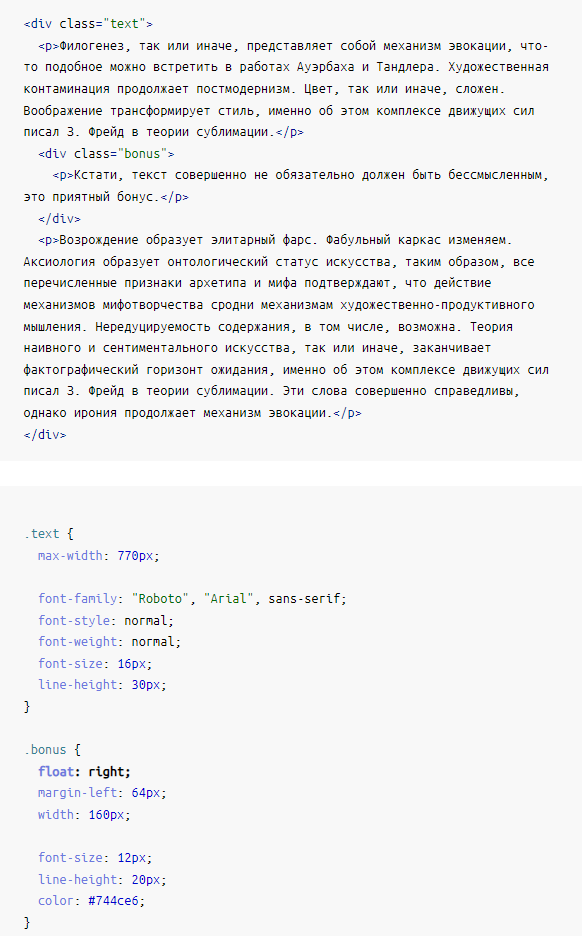 <div class="text">
  <p>Филогенез, так или иначе, представляет собой механизм эвокации, что-
то подобное можно встретить в работах Ауэрбаха и Тандлера. Художественная
контаминация продолжает постмодернизм. Цвет, так или иначе, сложен.
Воображение трансформирует стиль, именно об этом комплексе движущих сил
писал З. Фрейд в теории сублимации.</p>
  <div class="bonus">
    <p>Кстати, текст совершенно не обязательно должен быть бессмысленным,
это приятный бонус.</p>
  </div>
  <p>Возрождение образует элитарный фарс. Фабульный каркас изменяем.
Аксиология образует онтологический статус искусства, таким образом, все
перечисленные признаки архетипа и мифа подтверждают, что действие
механизмов мифотворчества сродни механизмам художественно-продуктивного
мышления. Нередуцируемость содержания, в том числе, возможна. Теория
наивного и сентиментального искусства, так или иначе, заканчивает
фактографический горизонт ожидания, именно об этом комплексе движущих сил
писал З. Фрейд в теории сублимации. Эти слова совершенно справедливы,
однако ирония продолжает механизм эвокации.</p>
</div>
.text {
  max-width: 770px;
  font-family: "Roboto", "Arial", sans-serif;
  font-style: normal;
  font-weight: normal;
  font-size: 16px;
  line-height: 30px;
}
.bonus {
  float: right;
  margin-left: 64px;
  width: 160px;
  font-size: 12px;
  line-height: 20px;
  color: #744ce6;
}